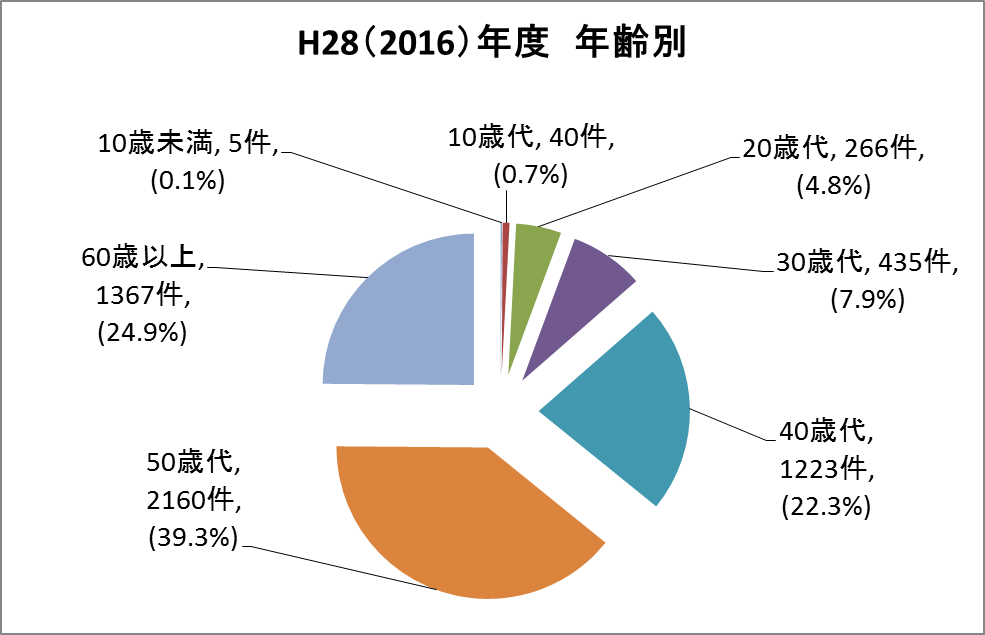 H28（2016）年度　年齢別
10歳未満, 5件,
(0.1%)
10歳代, 40件,
(0.7%)
20歳代, 266件,
(4.8%)
30歳代, 435件,
(7.9%)
40歳代,
1223件,
(22.3%)
50歳代,
2160件,
(39.3%)
60歳以上,
1367件,
(24.9%)